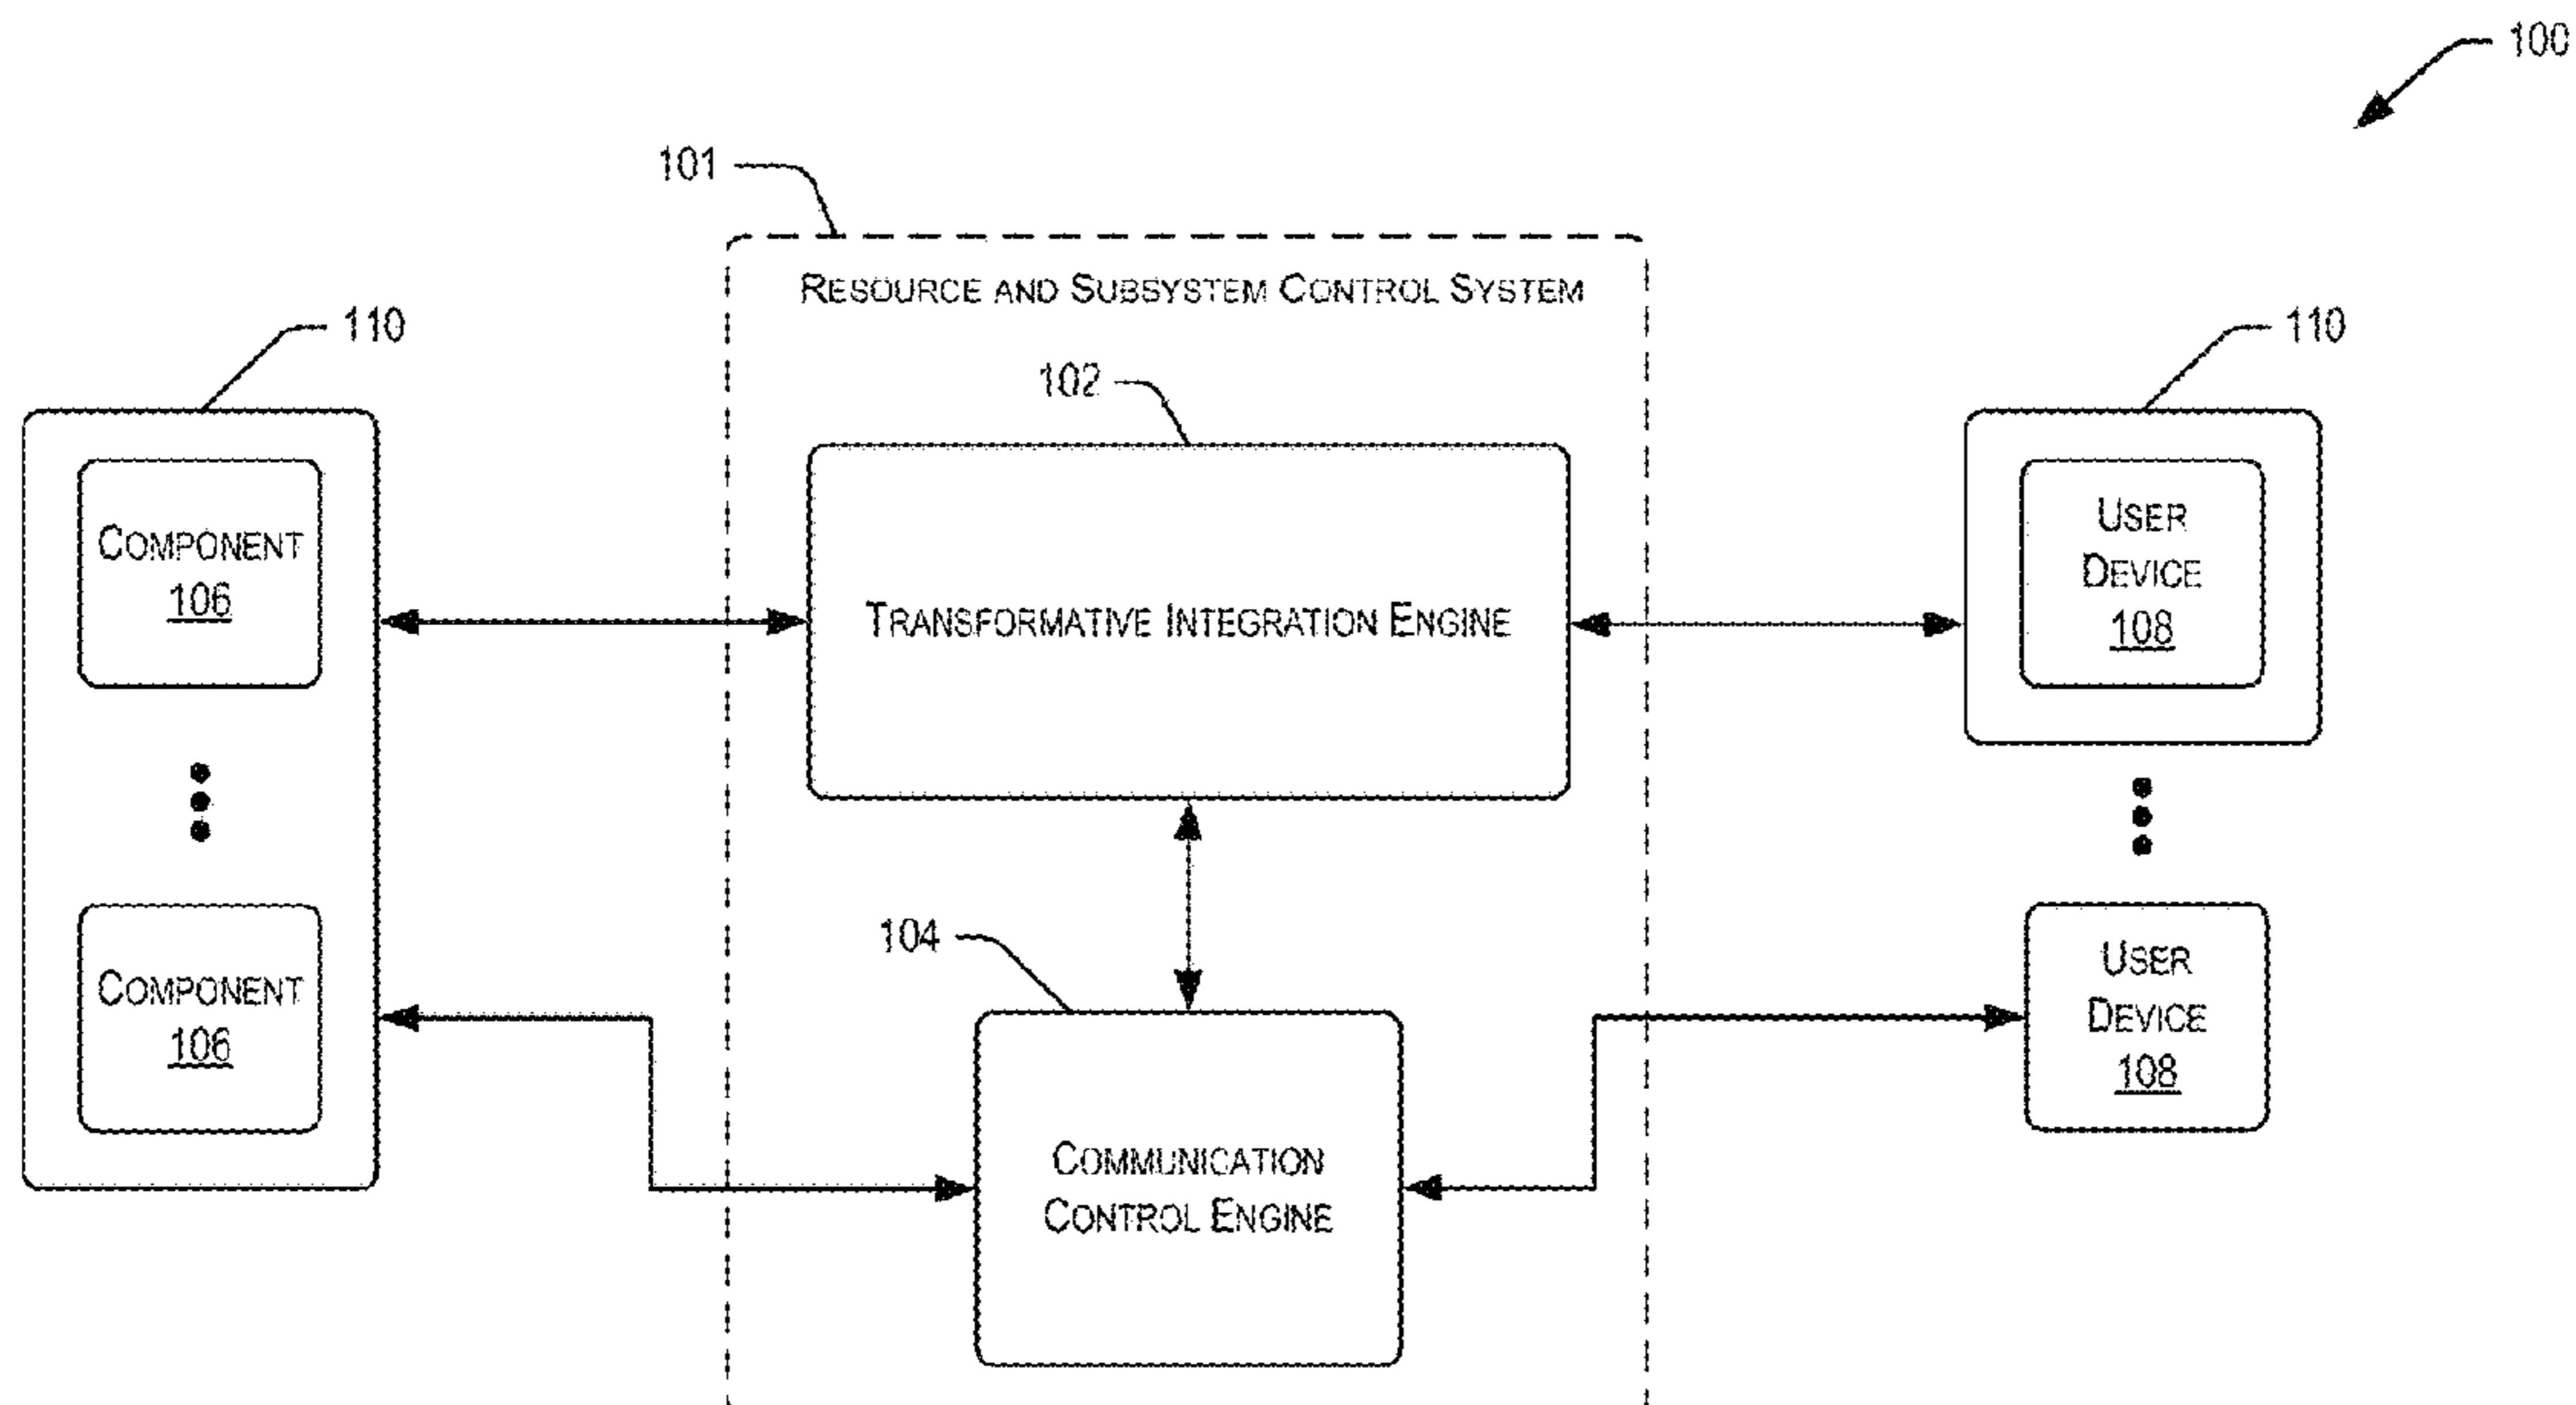 100
101
RESOURCE AND SUBSYSTEM CONTROL SYSTEM
110
110
102
COMPONENT
106
TRANSFORMATIVE INTEGRATION ENGINE
USER
DEVICE
108
104
COMPONENT
106
USER
DEVICE
108
COMMUNICATION
CONTROL ENGINE